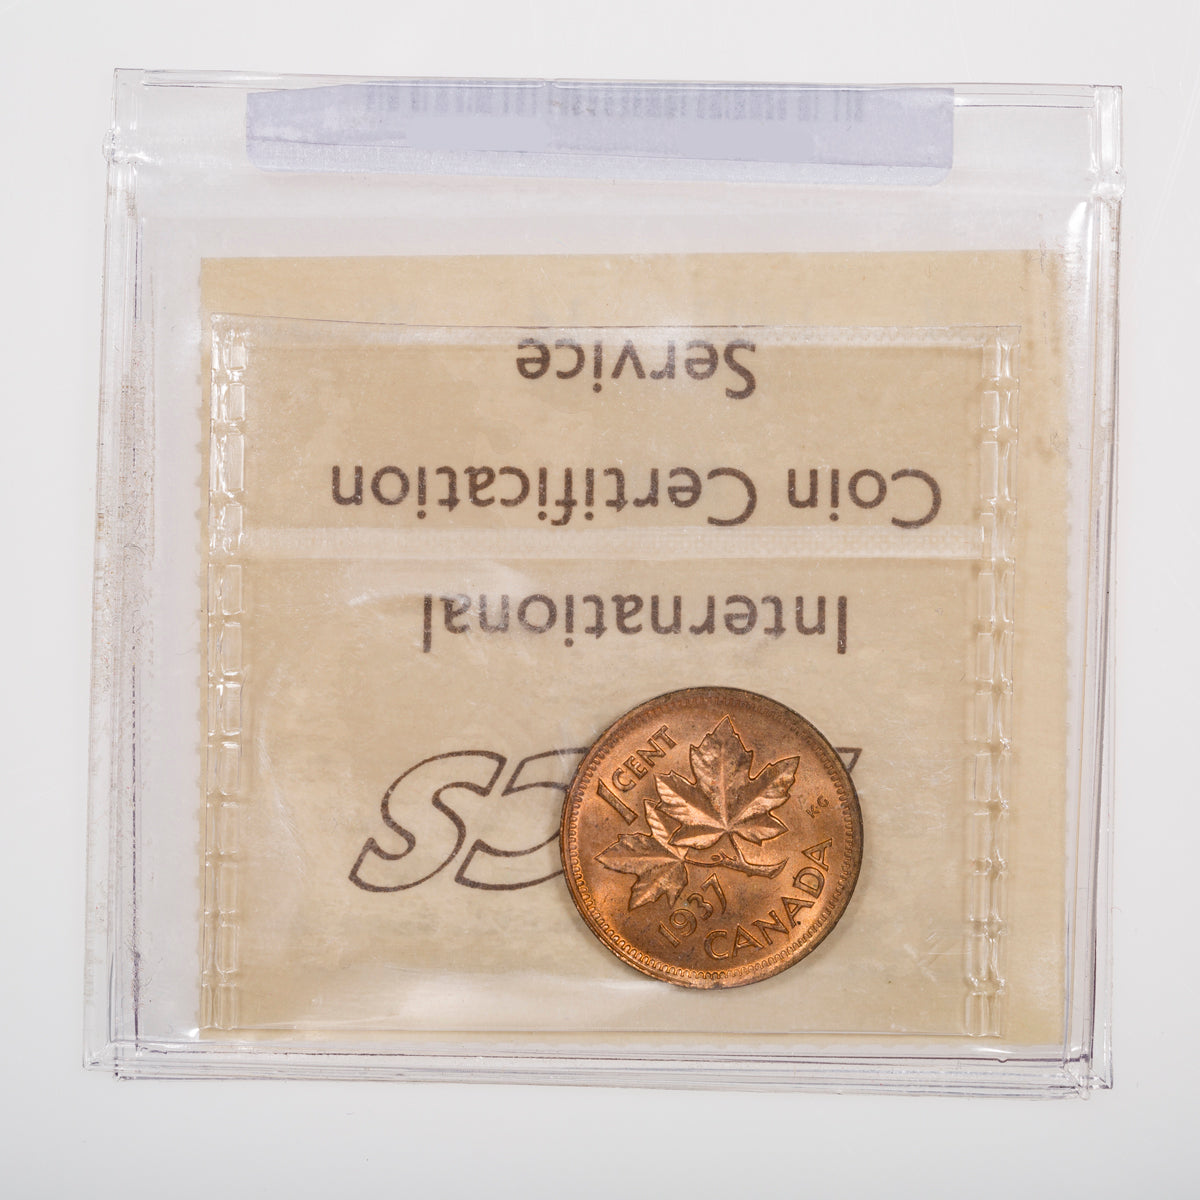 International
Coin Certification
Service
1 CENT
KG
1937
CANADA